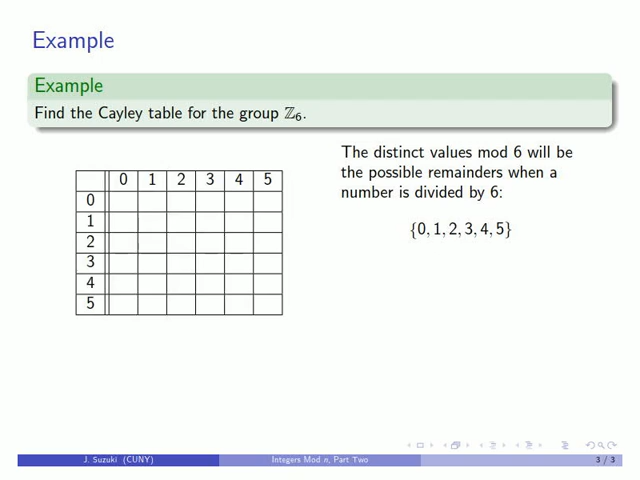 Example
Example
Find the Cayley table for the group ℤ₆.
The distinct values mod 6 will be
the possible remainders when a
number is divided by 6:
{0, 1, 2, 3, 4, 5}
0 1 2 3 4 5
0
1
2
3
4
5
J. Suzuki (CUNY) Integers Mod n, Part Two 3 / 3